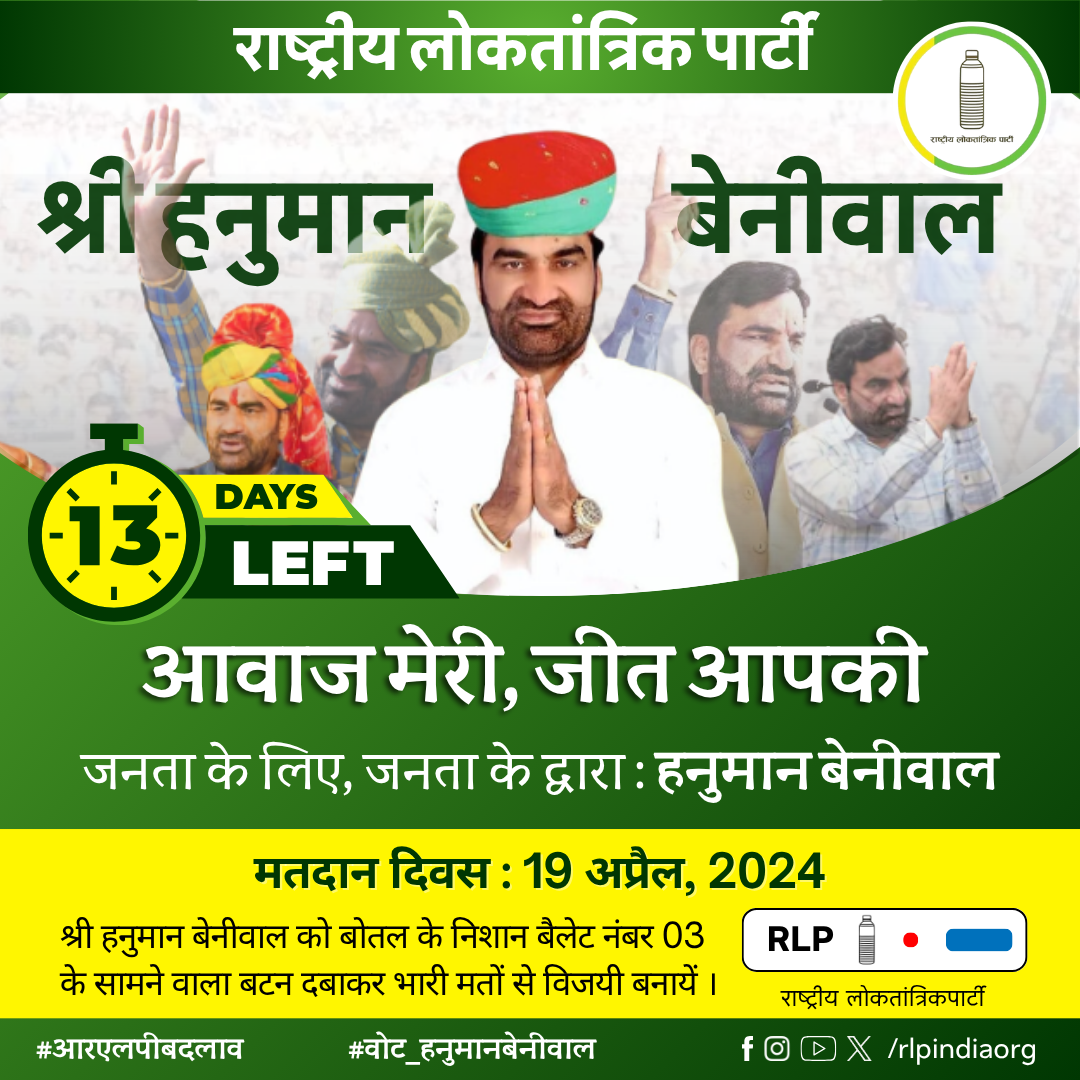 राष्ट्रीय लोकतांत्रिक पार्टी
राष्ट्रीय लोकतांत्रिक पार्टी
श्री हनुमान बेनीवाल
13
DAYS
LEFT
आवाज मेरी, जीत आपकी
जनता के लिए, जनता के द्वारा : हनुमान बेनीवाल
मतदान दिवस : 19 अप्रैल, 2024
श्री हनुमान बेनीवाल को बोतल के निशान बैलेट नंबर 03
के सामने वाला बटन दबाकर भारी मतों से विजयी बनायें ।
RLP
राष्ट्रीय लोकतांत्रिकपार्टी
#आरएलपीबदलाव #वोट_हनुमानबेनीवाल /rlpindiaorg